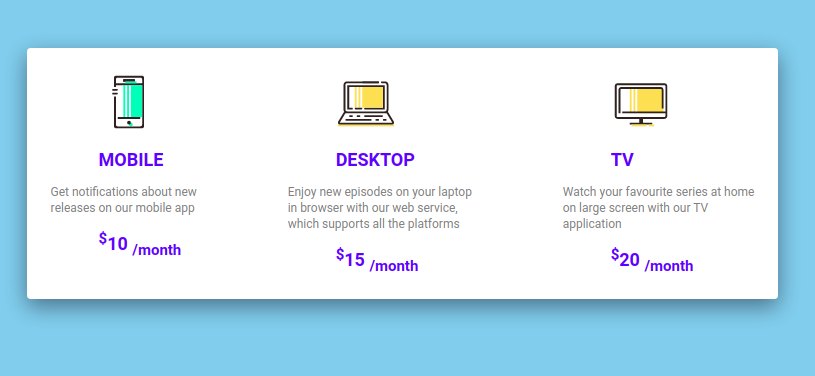 MOBILE
Get notifications about new
releases on our mobile app
$10 /month
DESKTOP
Enjoy new episodes on your laptop
in browser with our web service,
which supports all the platforms
$15 /month
TV
Watch your favourite series at home
on large screen with our TV
application
$20 /month